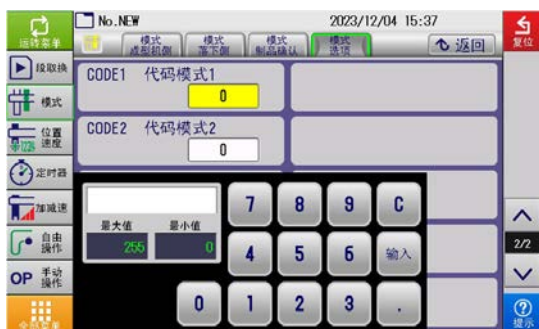 No.NEW 2023/12/04 15:37
运转菜单
复位
模式
成型机侧
模式
落下侧
模式
制品确认
模式
选项
返回
段取换
CODE1 代码模式1
0
模式
CODE2 代码模式2
0
位置
速度
定时器
最大值 最小值
255 0
7 8 9 C
加减速
自由
操作
4 5 6 输入
2/2
OP 手动
操作
0 1 2 3 .
全部菜单
?
提示